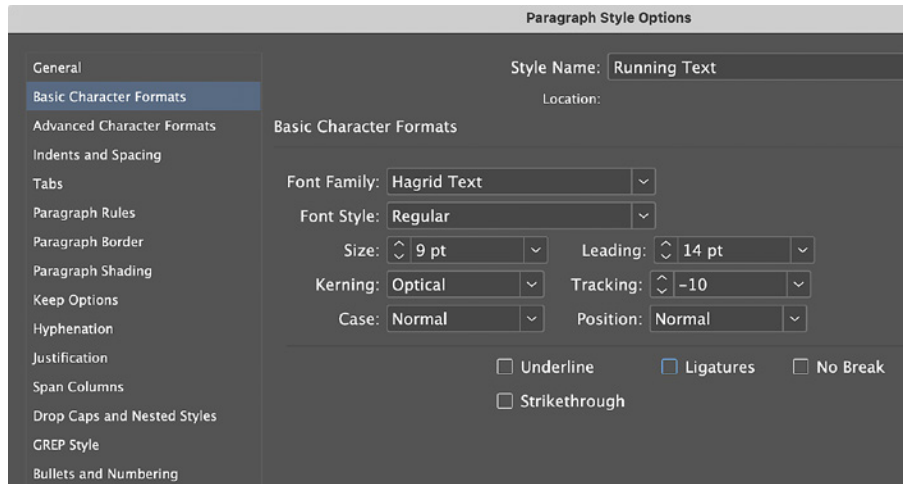 Paragraph Style Options
General
Basic Character Formats
Advanced Character Formats
Indents and Spacing
Tabs
Paragraph Rules
Paragraph Border
Paragraph Shading
Keep Options
Hyphenation
Justification
Span Columns
Drop Caps and Nested Styles
GREP Style
Bullets and Numbering
Style Name: Running Text
Location:
Basic Character Formats
Font Family: Hagrid Text
Font Style: Regular
Size: 9 pt Leading: 14 pt
Kerning: Optical Tracking: -10
Case: Normal Position: Normal
Underline Ligatures No Break
Strikethrough